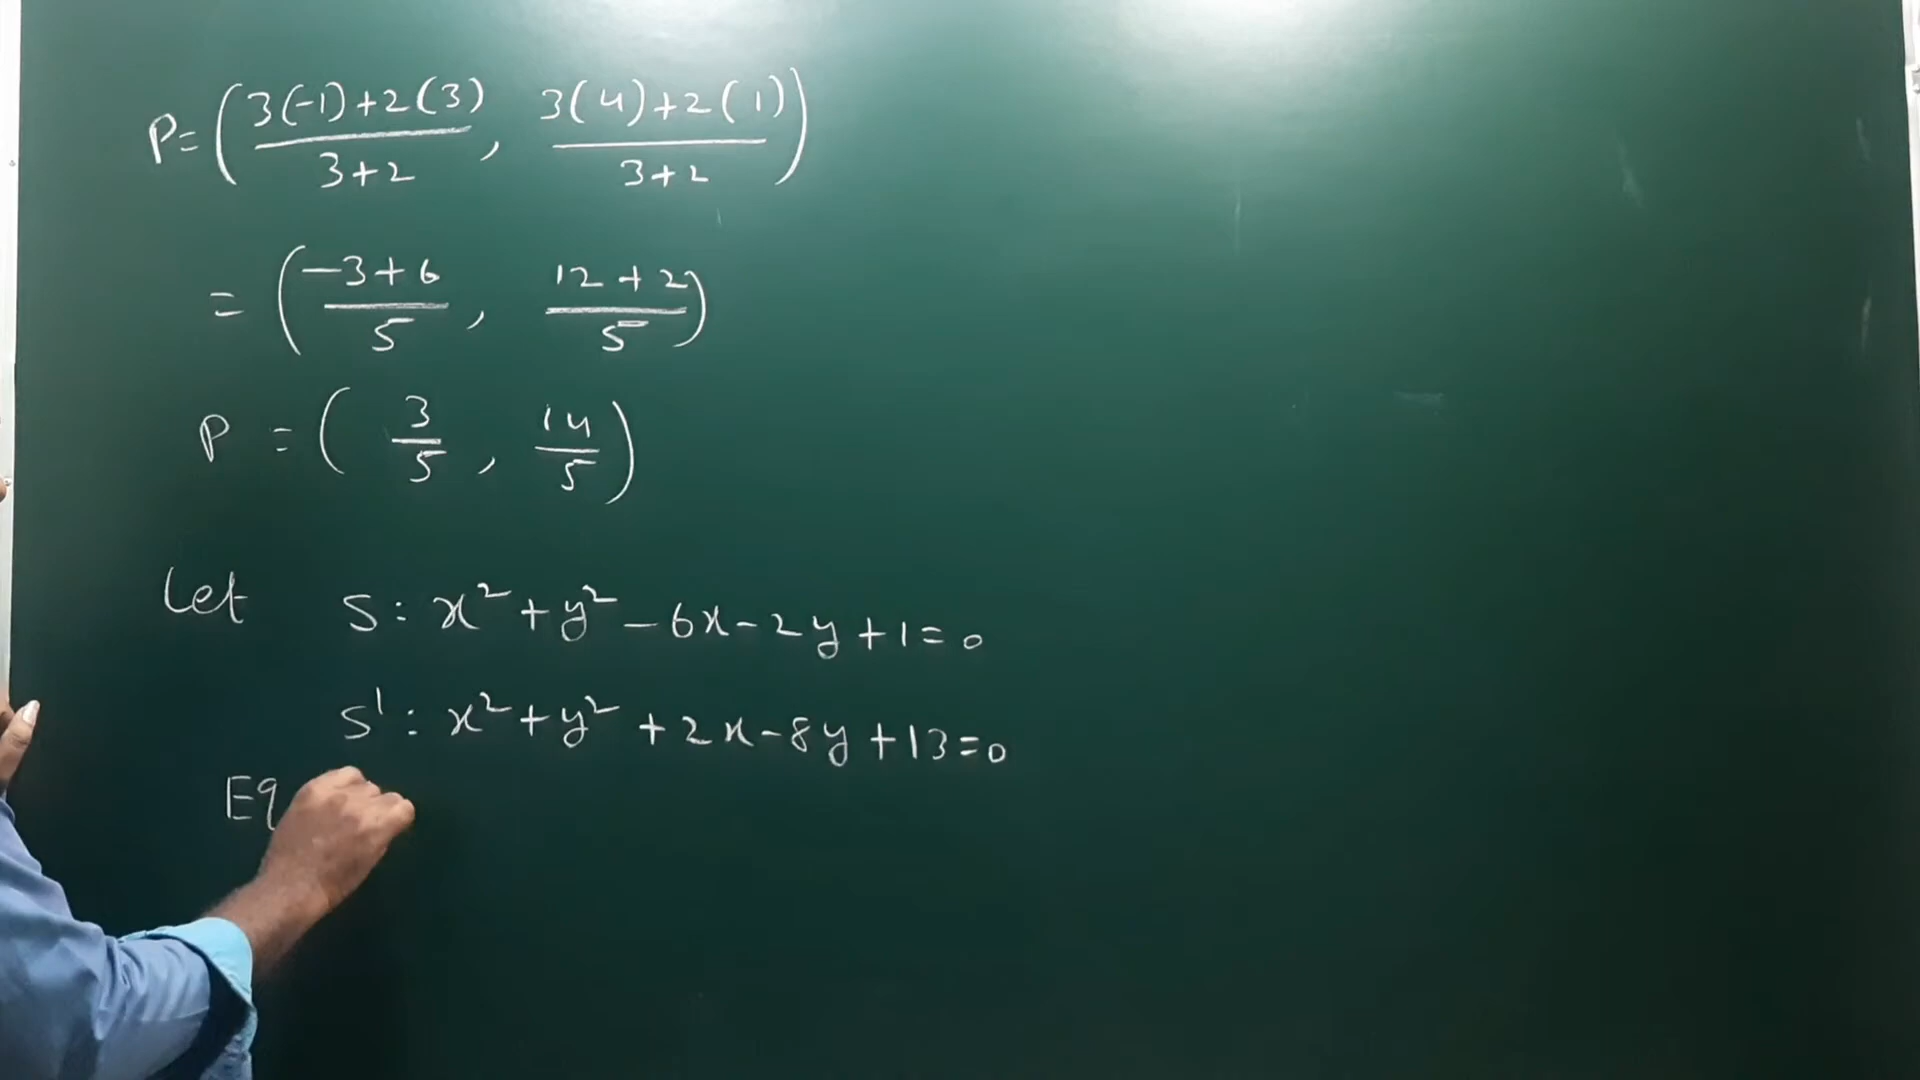 P = ( 3(-1)+2(3) / 3+2 , 3(4)+2(1) / 3+2 )
= ( -3+6 / 5 , 12+2 / 5 )
P = ( 3/5 , 14/5 )
Let S: x² + y² - 6x - 2y + 1 = 0
S': x² + y² + 2x - 8y + 13 = 0
Eq